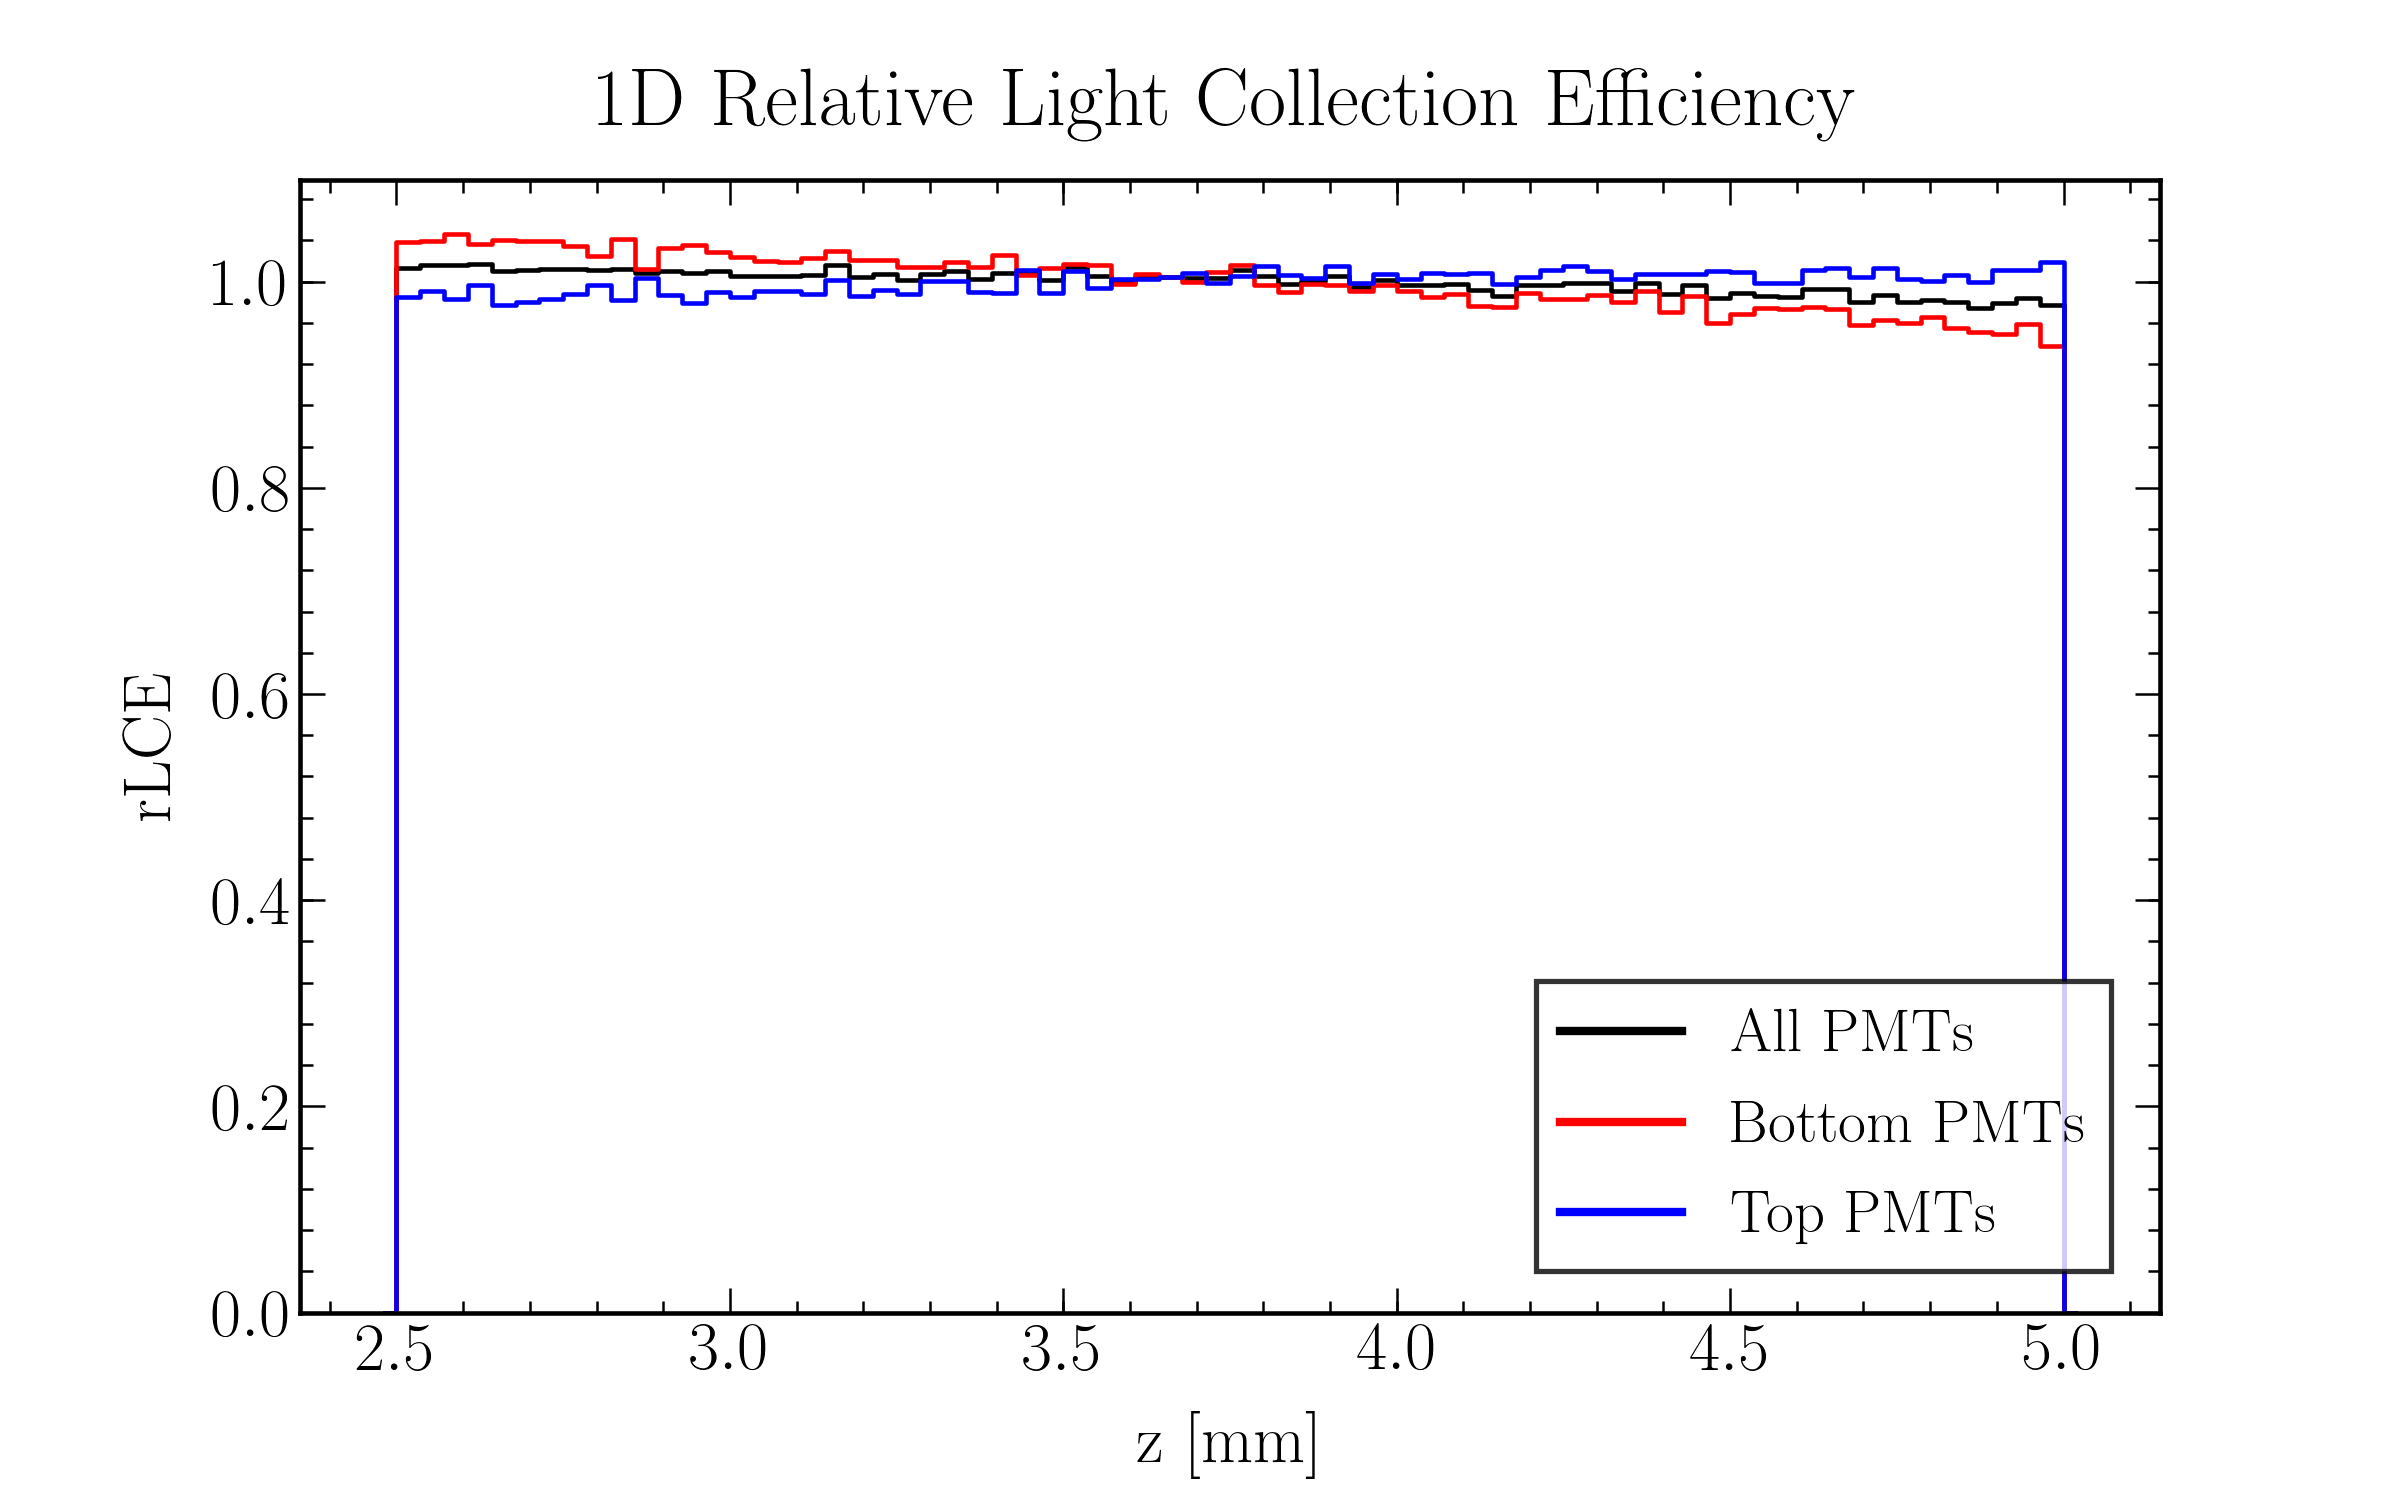 1D Relative Light Collection Efficiency
rLCE
1.0
0.8
0.6
0.4
0.2
0.0
2.5 3.0 3.5 4.0 4.5 5.0
z [mm]
All PMTs
Bottom PMTs
Top PMTs